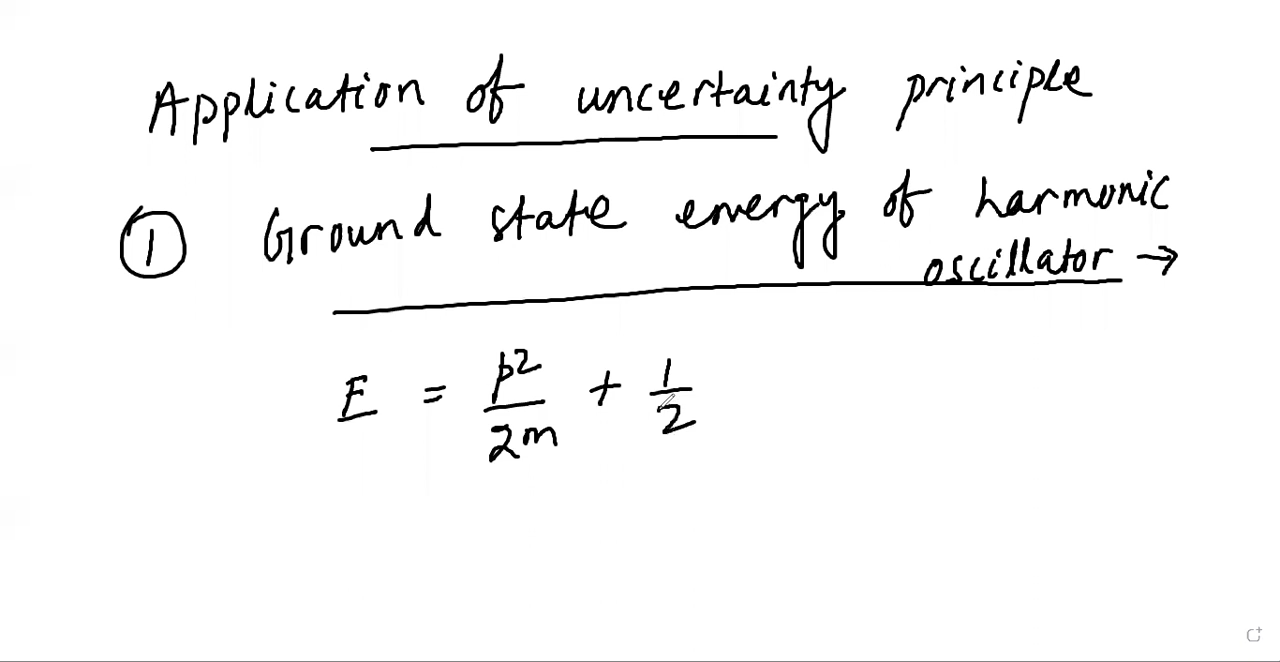 Application of uncertainty principle
① Ground state energy of harmonic
oscillator →
E = p²/2m + 1/2